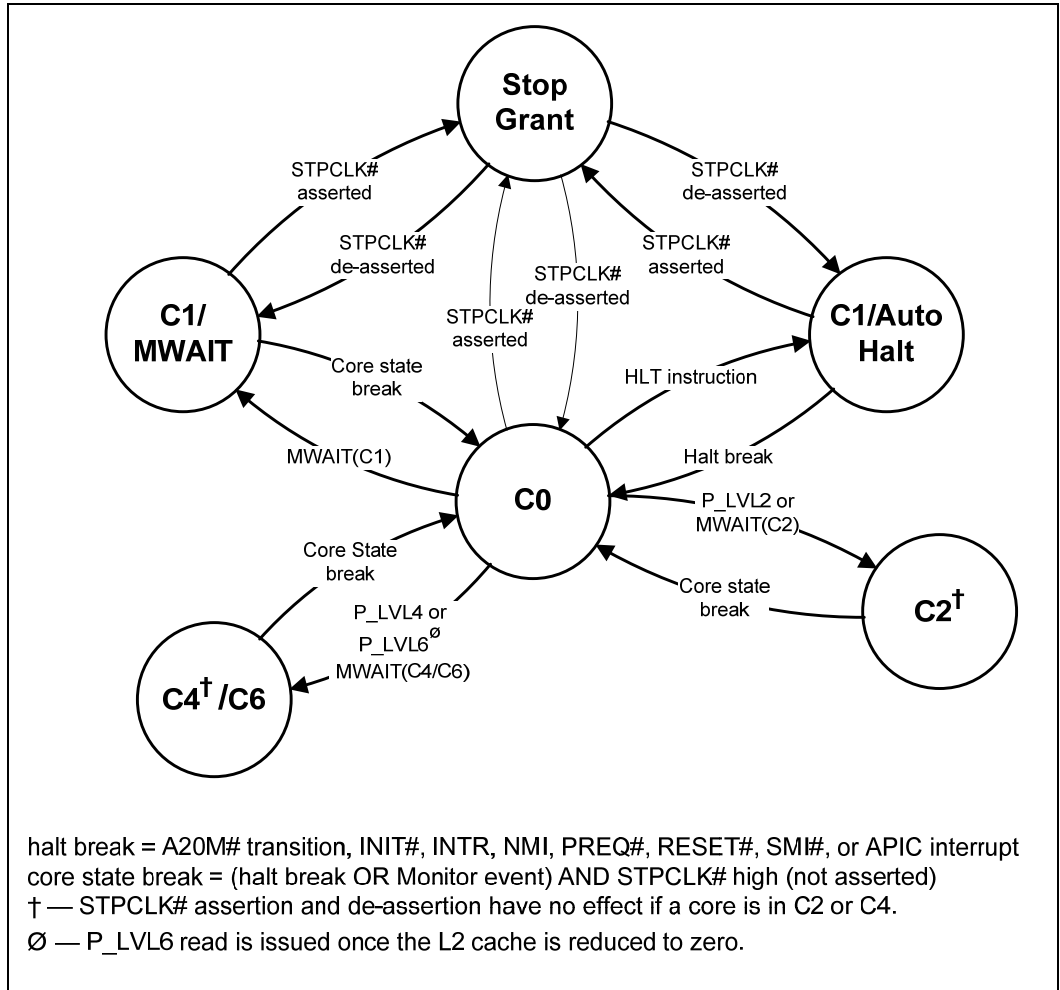 Stop
Grant
STPCLK#
asserted
STPCLK#
de-asserted
STPCLK#
de-asserted
STPCLK#
asserted
STPCLK#
de-asserted
STPCLK#
asserted
C1/
MWAIT
C1/Auto
Halt
Core state
break
HLT instruction
MWAIT(C1)
Halt break
C0
P_LVL2 or
MWAIT(C2)
Core State
break
Core state
break
C2†
P_LVL4 or
P_LVL6Ø
MWAIT(C4/C6)
C4† /C6
halt break = A20M# transition, INIT#, INTR, NMI, PREQ#, RESET#, SMI#, or APIC interrupt
core state break = (halt break OR Monitor event) AND STPCLK# high (not asserted)
† — STPCLK# assertion and de-assertion have no effect if a core is in C2 or C4.
Ø — P_LVL6 read is issued once the L2 cache is reduced to zero.